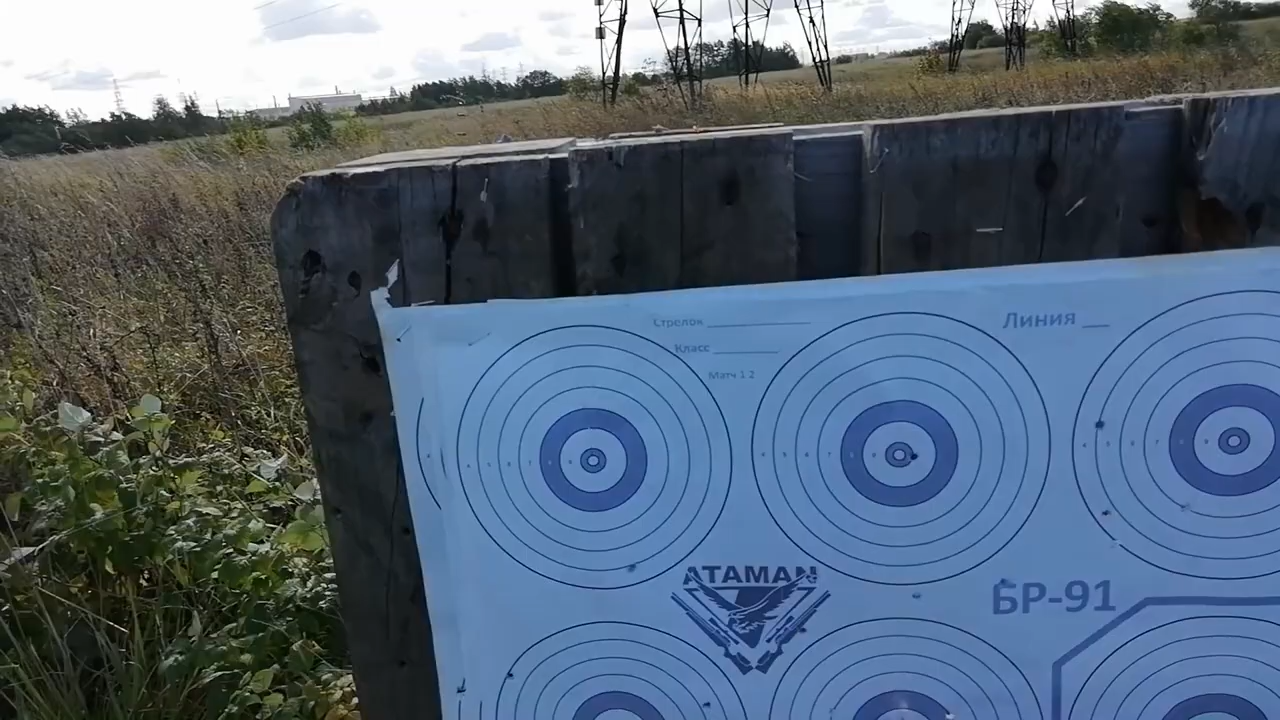 Стрелок
Линия
Класс
Матч 1 2
ATAMAN
БР-91